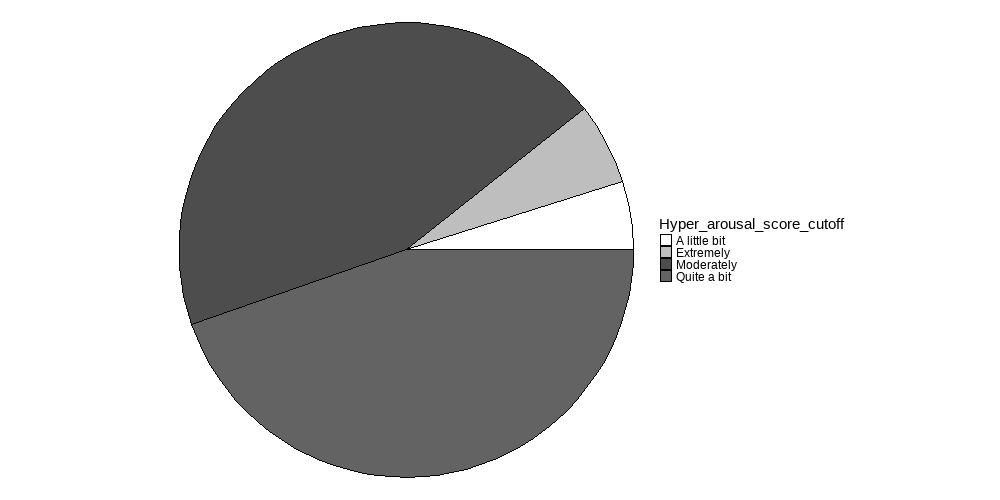 Hyper_arousal_score_cutoff
A little bit
Extremely
Moderately
Quite a bit